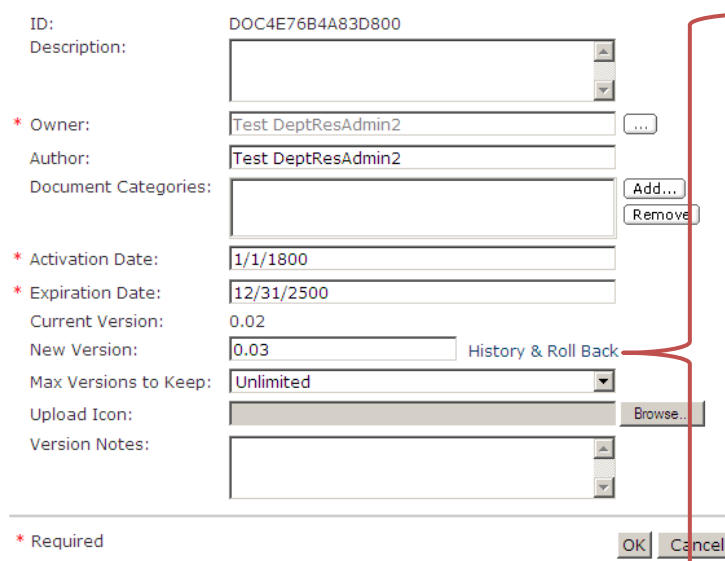 ID: DOC4E76B4A83D800
Description:
* Owner: Test DeptResAdmin2 ...
Author: Test DeptResAdmin2
Document Categories: Add...
Remove
* Activation Date: 1/1/1800
* Expiration Date: 12/31/2500
Current Version: 0.02
New Version: 0.03 History & Roll Back
Max Versions to Keep: Unlimited
Upload Icon: Browse...
Version Notes:
* Required OK Cancel